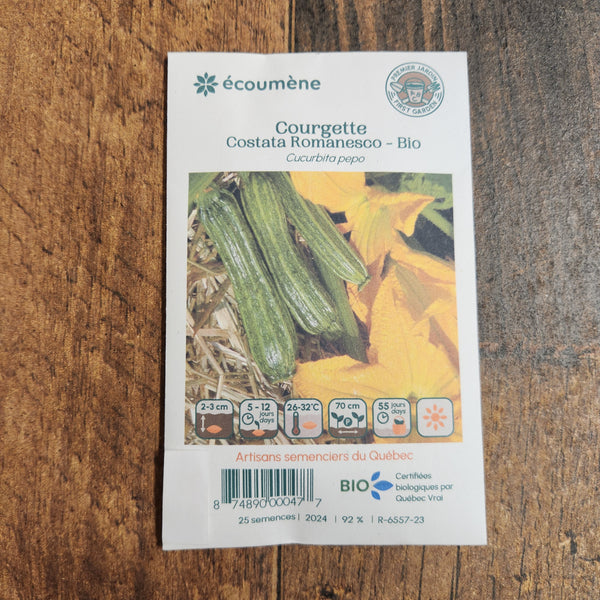 écoumène
PREMIER JARDIN
FIRST GARDEN
Courgette
Costata Romanesco - Bio
Cucurbita pepo
2-3 cm
5 - 12 jours days
26-32°C
70 cm
P
55 jours days
Artisans semenciers du Québec
8 74890 00047 7
BIO
Certifiées
biologiques par
Québec Vrai
25 semences | 2024 | 92 % | R-6557-23